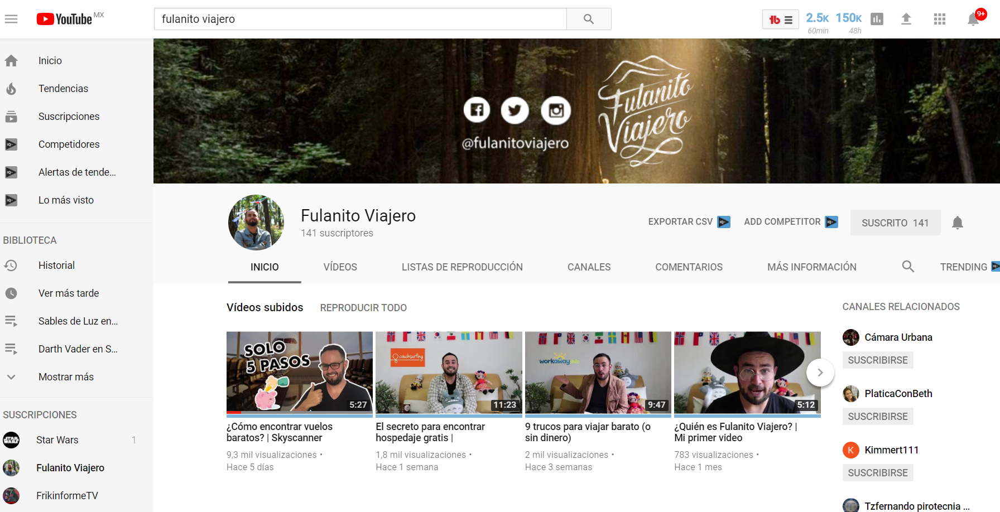 YouTube MX
fulanito viajero
2.5K 150K
60min 48h
9+
Inicio
Tendencias
Suscripciones
Competidores
Alertas de tende...
Lo más visto
BIBLIOTECA
Historial
Ver más tarde
Sables de Luz en...
Darth Vader en S...
Mostrar más
SUSCRIPCIONES
Star Wars 1
Fulanito Viajero
FrikinformeTV
@fulanitoviajero
Fulanito
Viajero
Fulanito Viajero
141 suscriptores
EXPORTAR CSV ADD COMPETITOR SUSCRITO 141
INICIO VÍDEOS LISTAS DE REPRODUCCIÓN CANALES COMENTARIOS MÁS INFORMACIÓN TRENDING
Vídeos subidos REPRODUCIR TODO
SOLO
5 PASOS
5:27
¿Cómo encontrar vuelos
baratos? | Skyscanner
9,3 mil visualizaciones •
Hace 5 días
couchsurfing
11:23
El secreto para encontrar
hospedaje gratis |
1,8 mil visualizaciones •
Hace 1 semana
workaway.info
9:47
9 trucos para viajar barato (o
sin dinero)
2 mil visualizaciones •
Hace 3 semanas
5:12
¿Quién es Fulanito Viajero? |
Mi primer video
783 visualizaciones •
Hace 1 mes
CANALES RELACIONADOS
Cámara Urbana
SUSCRIBIRSE
PlaticaConBeth
SUSCRIBIRSE
K
Kimmert111
SUSCRIBIRSE
Tzfernando pirotecnia ...